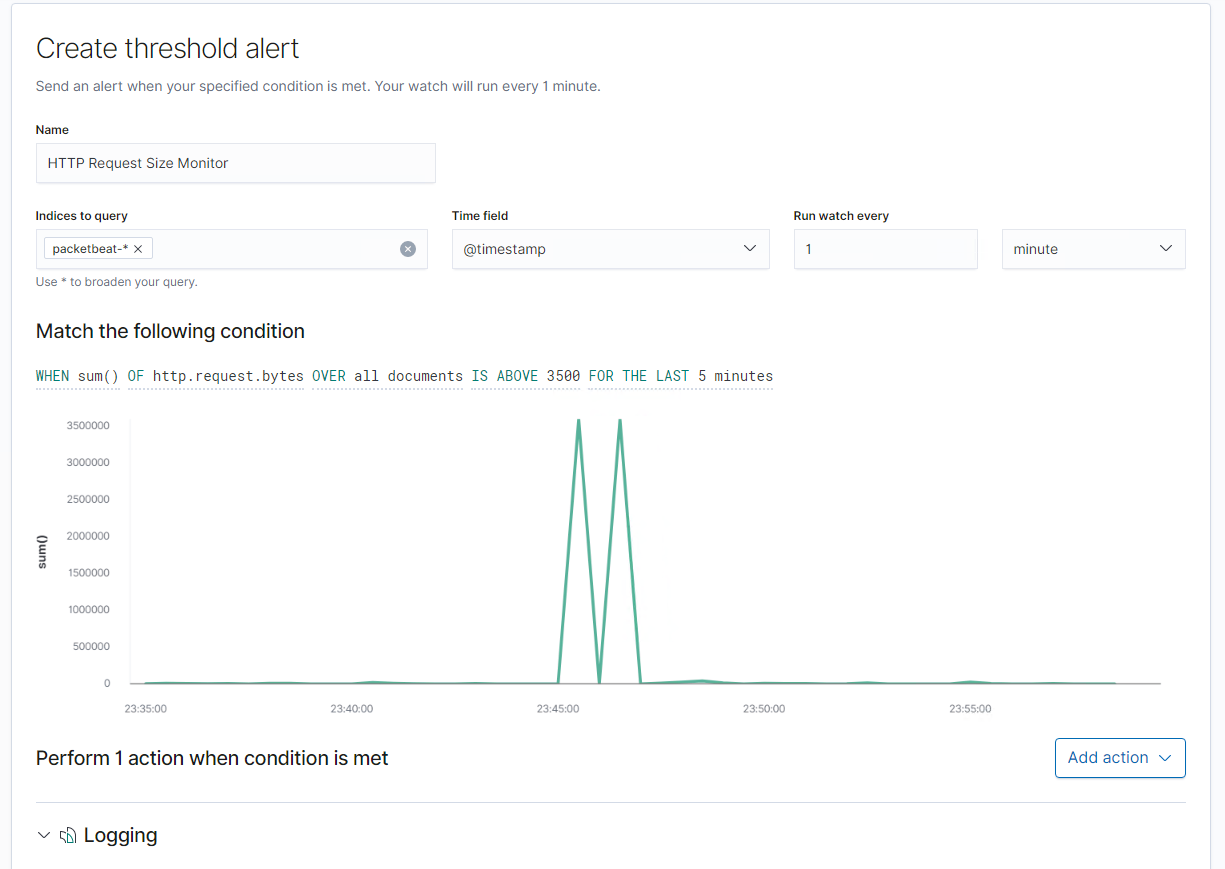 Create threshold alert
Send an alert when your specified condition is met. Your watch will run every 1 minute.
Name
HTTP Request Size Monitor
Indices to query
Time field
Run watch every
packetbeat-*
@timestamp
1
minute
Use * to broaden your query.
Match the following condition
WHEN sum() OF http.request.bytes OVER all documents IS ABOVE 3500 FOR THE LAST 5 minutes
3500000
3000000
2500000
2000000
1500000
1000000
500000
0
sum()
23:35:00
23:40:00
23:45:00
23:50:00
23:55:00
Perform 1 action when condition is met
Add action
Logging